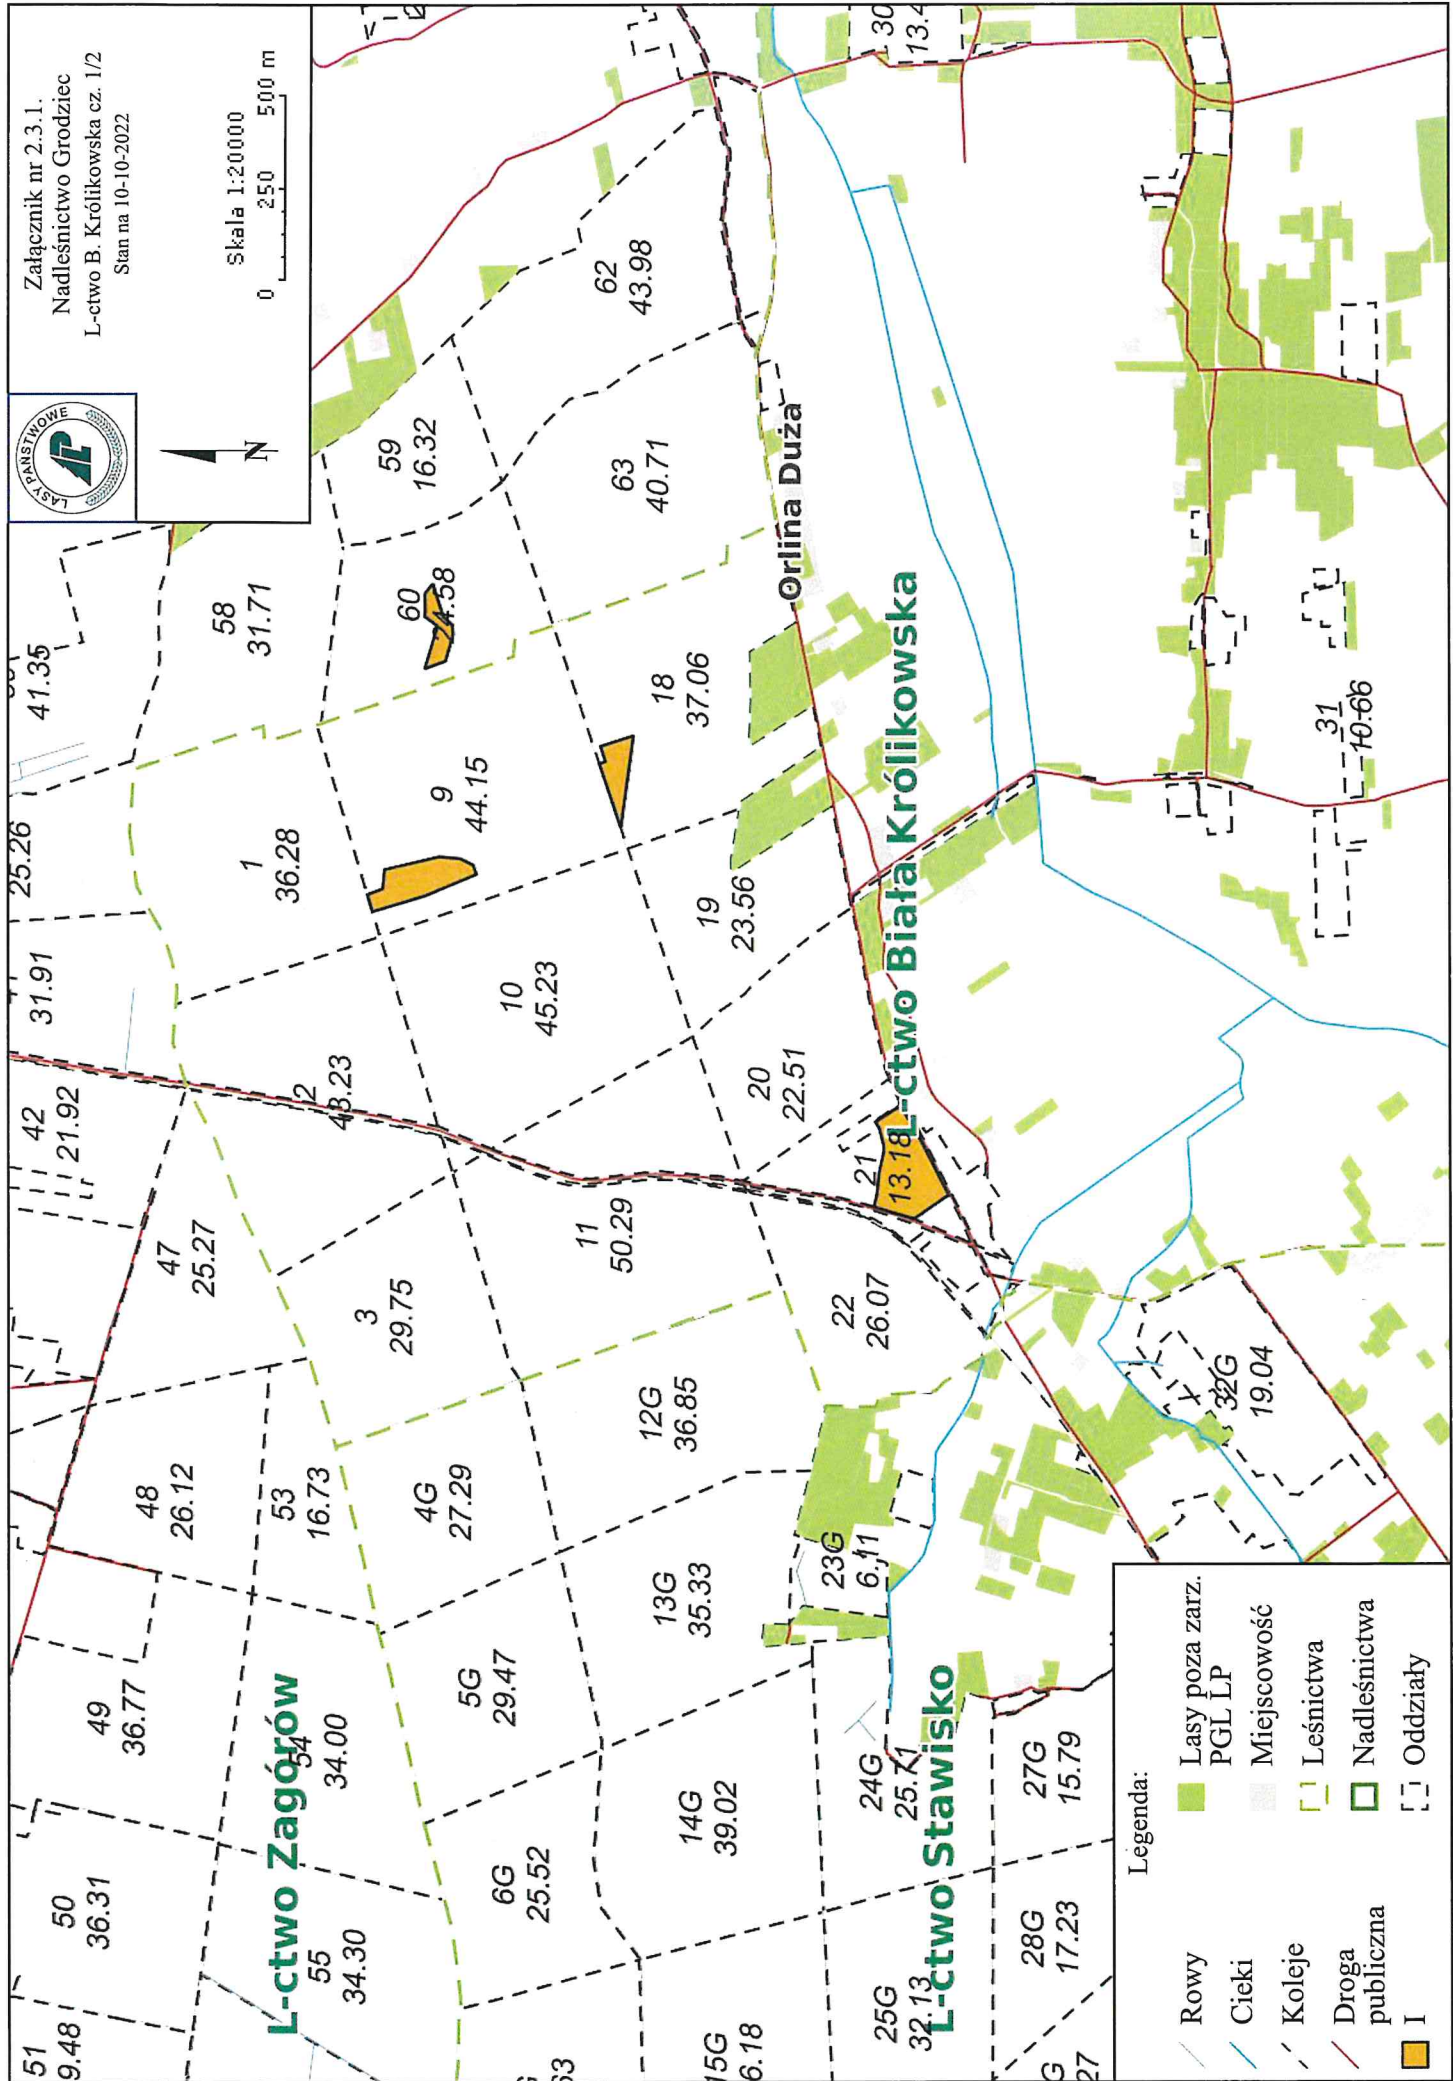 Załącznik nr 2.3.1.
Nadleśnictwo Grodziec
L-ctwo B. Królikowska cz. 1/2
Stan na 10-10-2022
Skala 1:20000
0 250 500 m
LASY PAŃSTWOWE
LP
N
51
9.48
50
36.31
49
36.77
48
26.12
47
25.27
42
21.92
31.91
25.26
41.35
58
31.71
59
16.32
60
62
43.98
63
40.71
30
13.4
L-ctwo Zagórów
55
34.30
54
34.00
53
16.73
3
29.75
2
1
36.28
9
44.15
10
45.23
11
50.29
4G
27.29
5G
29.47
6G
25.52
12G
36.85
13G
35.33
14G
39.02
15G
6.18
63
18
37.06
19
23.56
20
22.51
21
13.18
22
26.07
23G
6.11
24G
25.71
25G
32.13
27G
15.79
28G
17.23
G
27
32G
19.04
31
10.66
Orlina Duża
L-ctwo Biała Królikowska
L-ctwo Stawisko
Legenda:
Rowy
Cieki
Koleje
Droga
publiczna
I
Lasy poza zarz.
PGL LP
Miejscowość
Leśnictwa
Nadleśnictwa
Oddziały